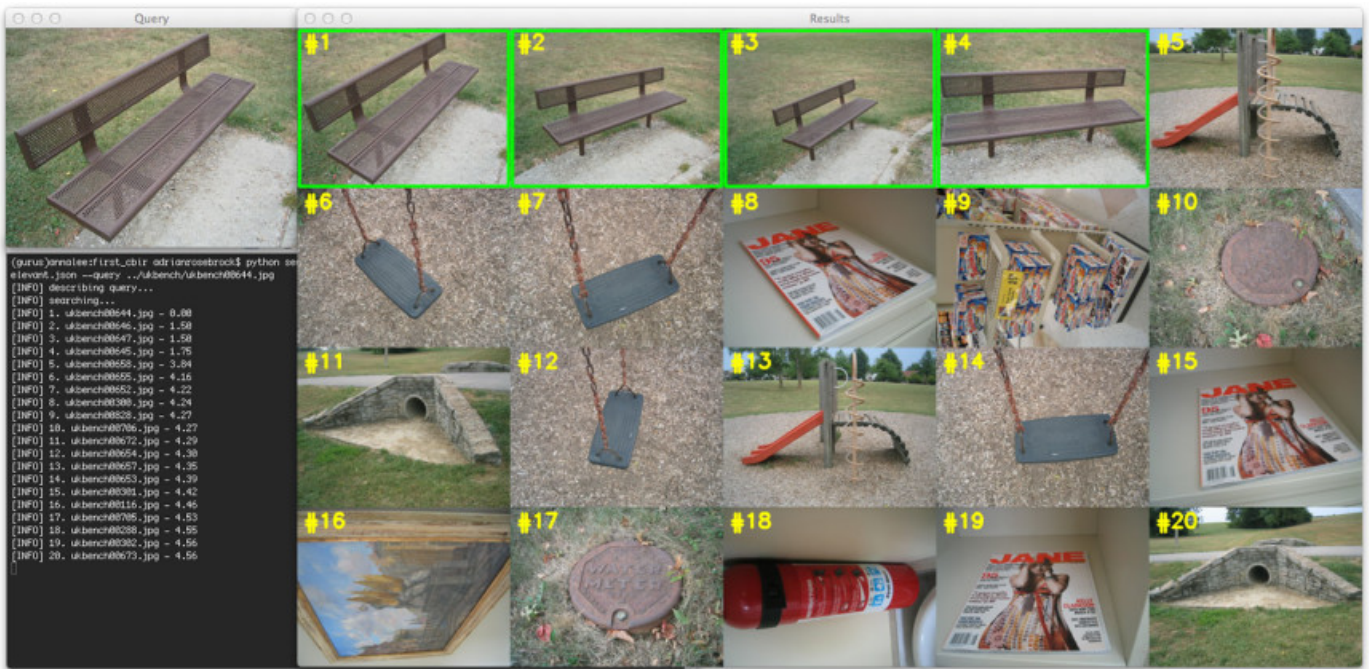 Query
Results
#1
#2
#3
#4
#5
#6
#7
#8
#9
#10
#11
#12
#13
#14
#15
#16
#17
#18
#19
#20
JANE
JANE
WATER
METER
JANE
(gurus)annalee:first_cbir adrianrosebrock$ python se
elevant.json --query ../ukbench/ukbench00644.jpg
[INFO] describing query...
[INFO] searching...
[INFO] 1. ukbench00644.jpg - 0.00
[INFO] 2. ukbench00646.jpg - 1.50
[INFO] 3. ukbench00647.jpg - 1.50
[INFO] 4. ukbench00645.jpg - 1.75
[INFO] 5. ukbench00658.jpg - 3.84
[INFO] 6. ukbench00655.jpg - 4.16
[INFO] 7. ukbench00652.jpg - 4.22
[INFO] 8. ukbench00300.jpg - 4.24
[INFO] 9. ukbench00828.jpg - 4.27
[INFO] 10. ukbench00706.jpg - 4.27
[INFO] 11. ukbench00672.jpg - 4.29
[INFO] 12. ukbench00654.jpg - 4.30
[INFO] 13. ukbench00657.jpg - 4.35
[INFO] 14. ukbench00653.jpg - 4.39
[INFO] 15. ukbench00301.jpg - 4.42
[INFO] 16. ukbench00116.jpg - 4.46
[INFO] 17. ukbench00705.jpg - 4.53
[INFO] 18. ukbench00288.jpg - 4.55
[INFO] 19. ukbench00302.jpg - 4.56
[INFO] 20. ukbench00673.jpg - 4.56